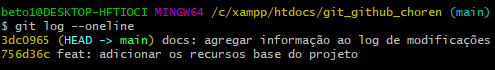 beto1@DESKTOP-HFTIOCI MINGW64 /c/xampp/htdocs/git_github_choren (main)
$ git log --oneline
3dc0965 (HEAD -> main) docs: agregar informação ao log de modificações
756d36c feat: adicionar os recursos base do projeto